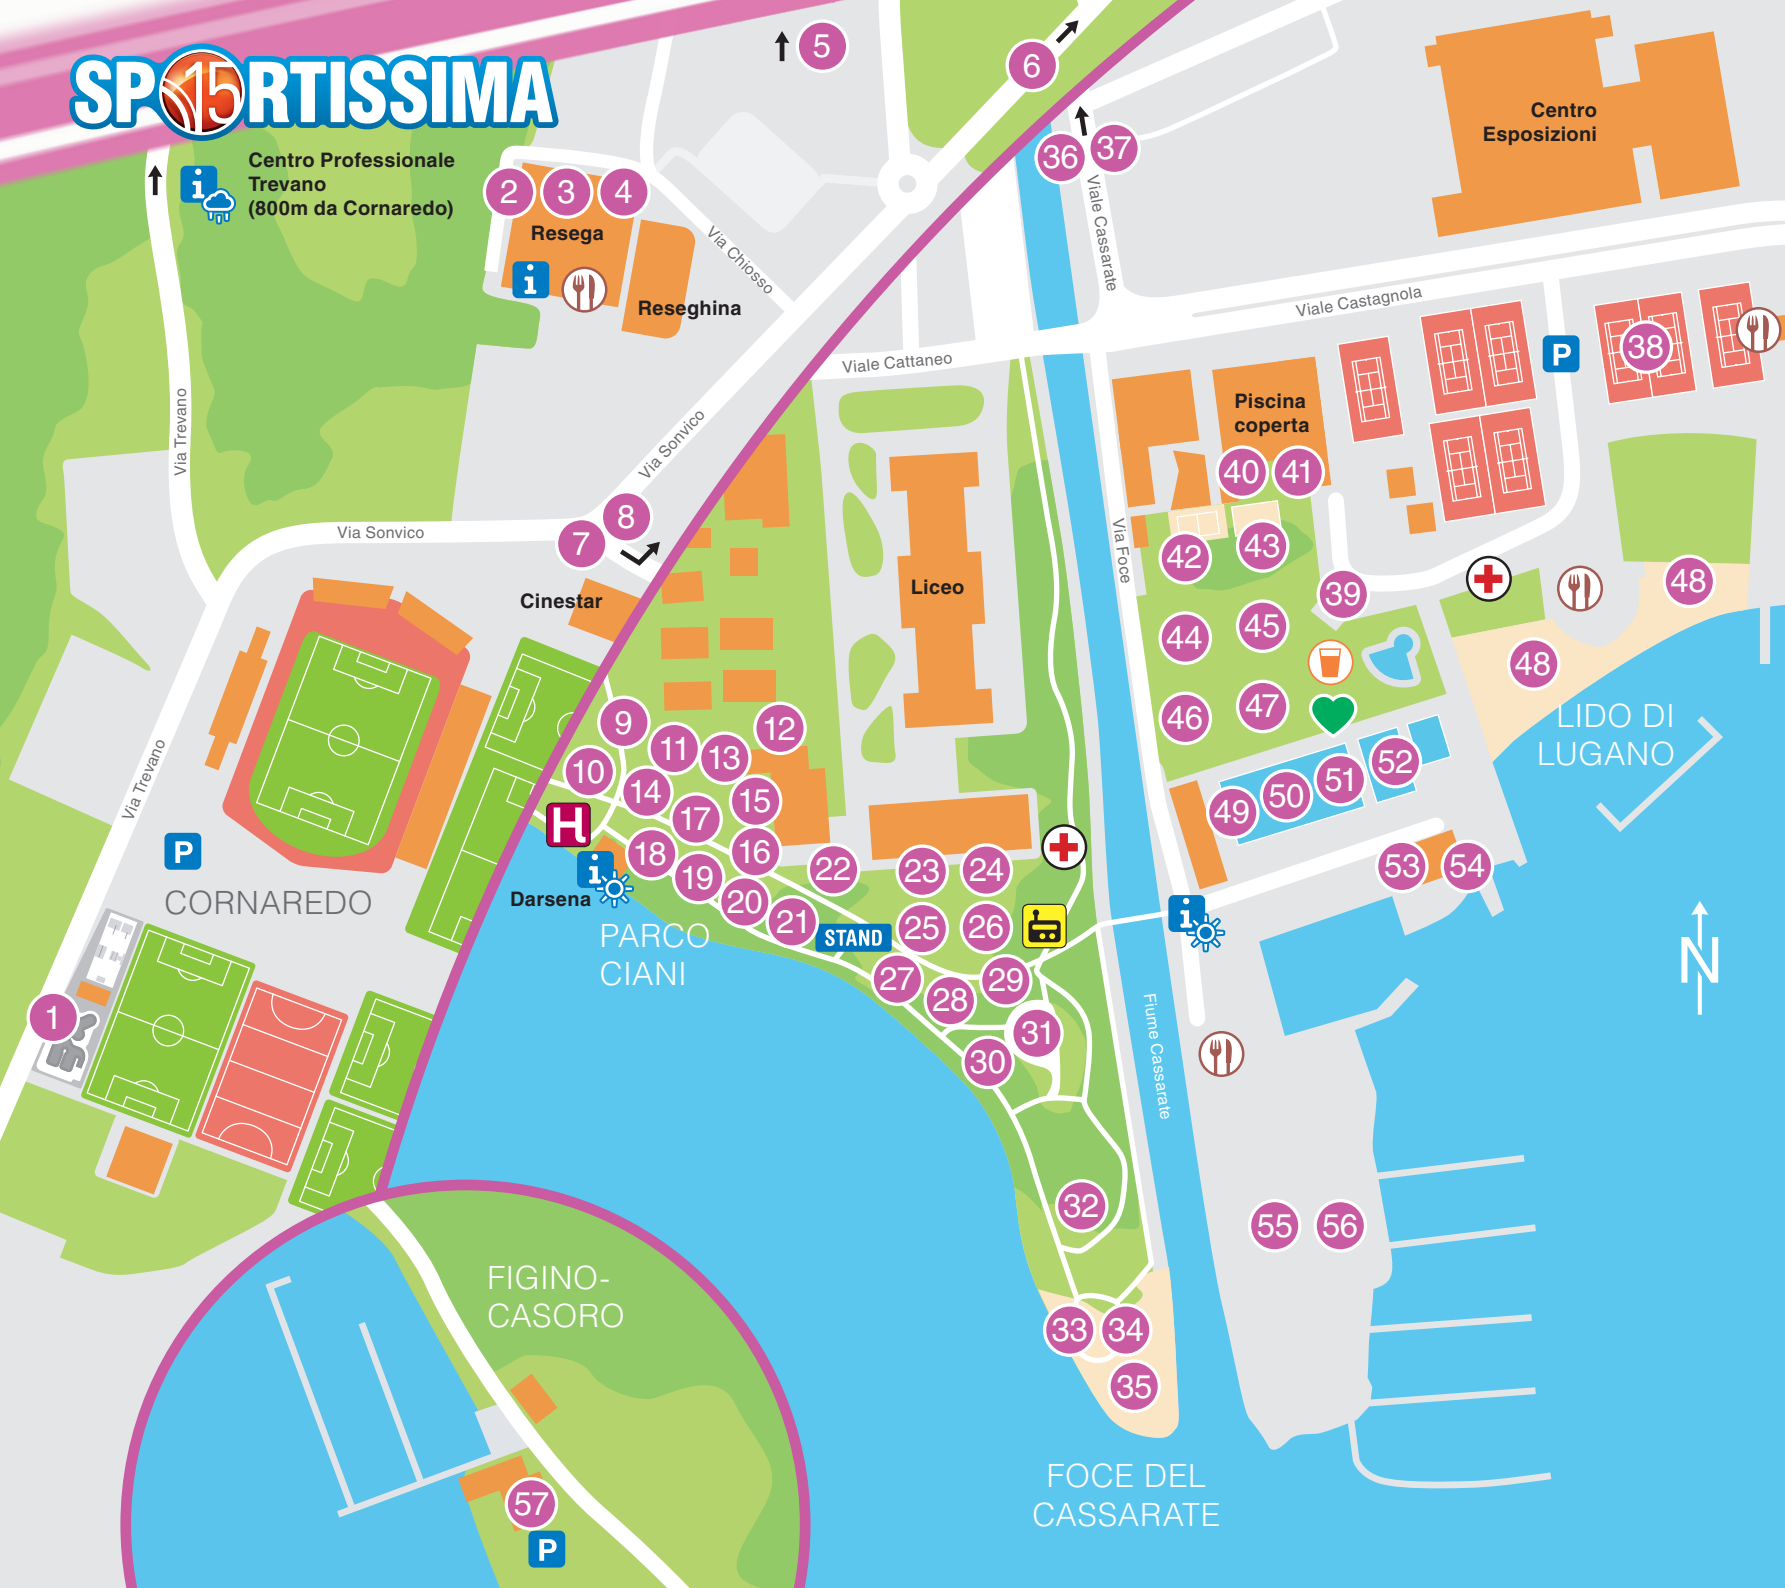 SP15RTISSIMA
Centro Professionale
Trevano
(800m da Cornaredo)
i
5
6
2
3
4
Resega
i
Reseghina
Via Chiosso
36
37
Viale Cassarate
Centro
Esposizioni
Viale Castagnola
Viale Cattaneo
Via Trevano
Via Sonvico
Via Sonvico
8
7
Cinestar
Liceo
Piscina
coperta
P
38
40
41
42
43
39
44
45
46
47
Via Foce
48
48
LIDO DI
LUGANO
49
50
51
52
53
54
9
10
11
12
13
14
15
16
17
18
19
20
21
22
23
24
25
26
27
28
29
30
31
32
33
34
35
H
i
Darsena
STAND
PARCO
CIANI
Via Trevano
P
CORNAREDO
1
i
N
Fiume Cassarate
55
56
FIGINO-
CASORO
57
P
FOCE DEL
CASSARATE